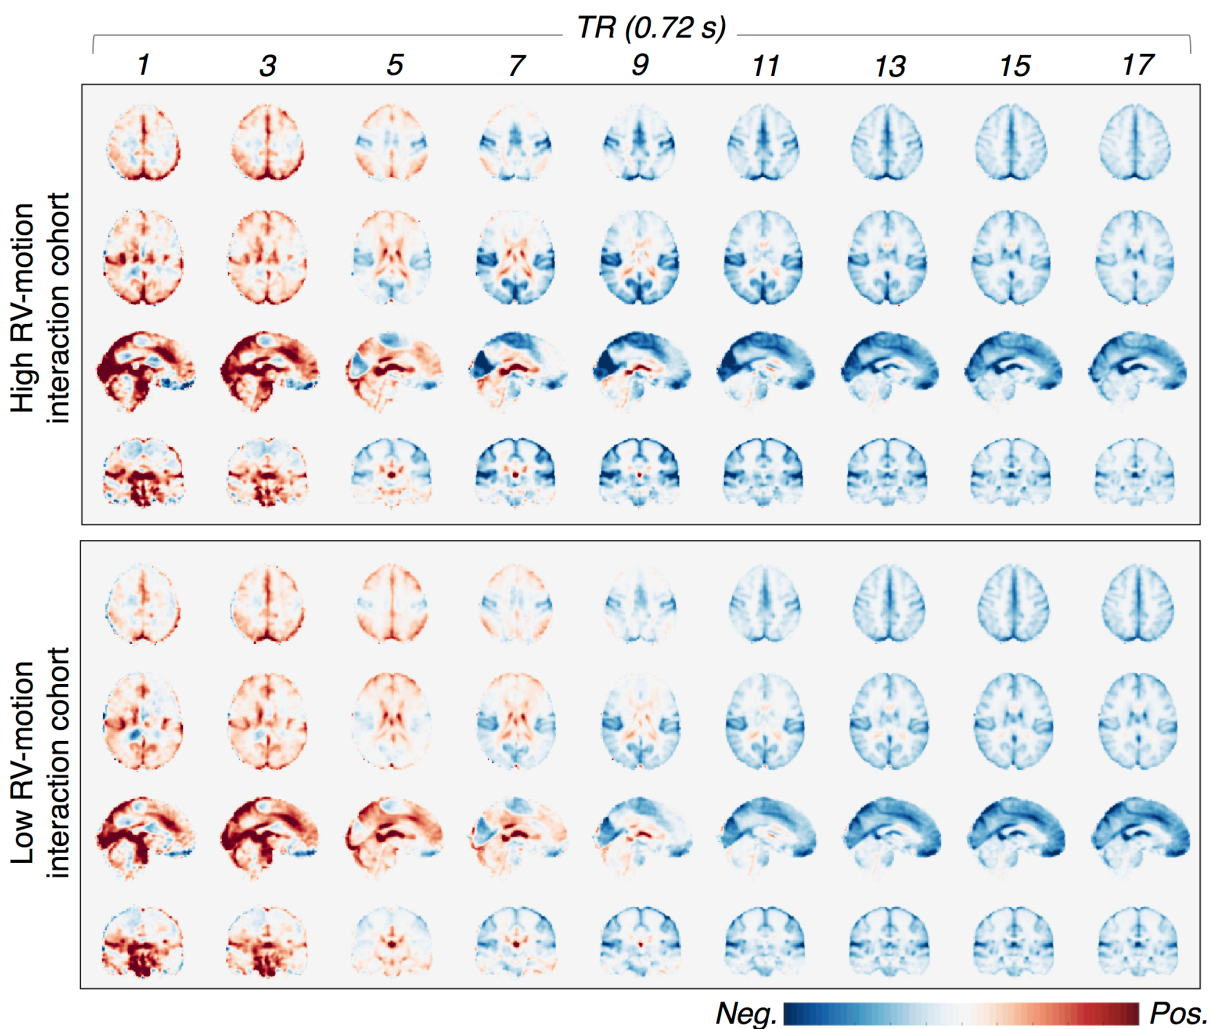 TR (0.72 s)
1 3 5 7 9 11 13 15 17
High RV-motion
interaction cohort
Low RV-motion
interaction cohort
Neg. Pos.